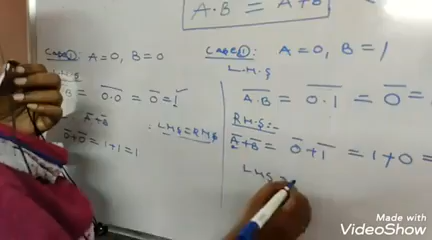 A·B = A+B
Case①: A=0, B=0
Case①: A=0, B=1
L.H.S
B = 0·0 = 0 = 1 ✓
A·B = 0·1 = 0 =
A+B
∴ LHS = RHS
R.H.S:-
0+0 = 1+1 = 1
A+B = 0+1 = 1+0 =
LHS =
Made with
VideoShow